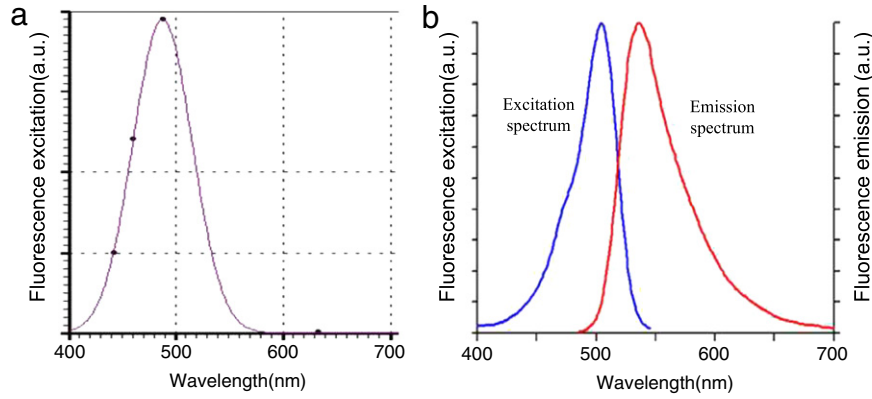 a
Fluorescence excitation(a.u.)
400 500 600 700
Wavelength(nm)
b
Fluorescence excitation(a.u.)
Excitation
spectrum
Emission
spectrum
Fluorescence emission (a.u.)
400 500 600 700
Wavelength(nm)